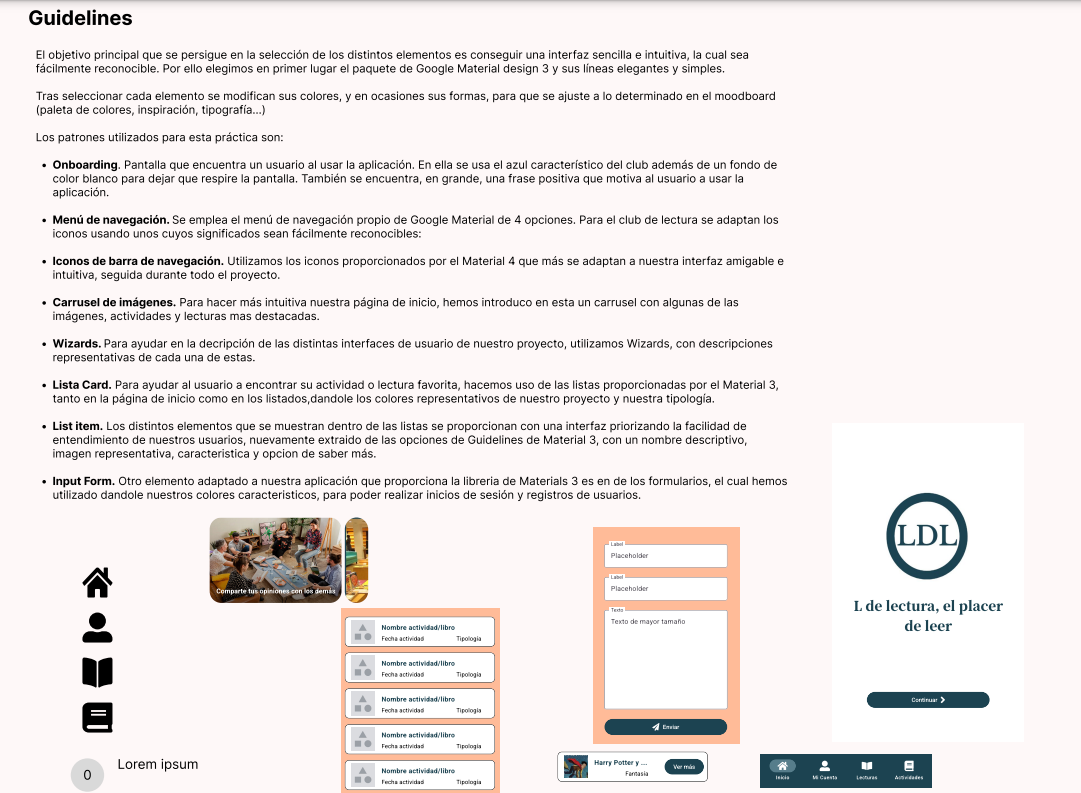 Guidelines
El objetivo principal que se persigue en la selección de los distintos elementos es conseguir una interfaz sencilla e intuitiva, la cual sea
fácilmente reconocible. Por ello elegimos en primer lugar el paquete de Google Material design 3 y sus líneas elegantes y simples.
Tras seleccionar cada elemento se modifican sus colores, y en ocasiones sus formas, para que se ajuste a lo determinado en el moodboard
(paleta de colores, inspiración, tipografía...)
Los patrones utilizados para esta práctica son:
• Onboarding. Pantalla que encuentra un usuario al usar la aplicación. En ella se usa el azul característico del club además de un fondo de
color blanco para dejar que respire la pantalla. También se encuentra, en grande, una frase positiva que motiva al usuario a usar la
aplicación.
• Menú de navegación. Se emplea el menú de navegación propio de Google Material de 4 opciones. Para el club de lectura se adaptan los
iconos usando unos cuyos significados sean fácilmente reconocibles:
• Iconos de barra de navegación. Utilizamos los iconos proporcionados por el Material 4 que más se adaptan a nuestra interfaz amigable e
intuitiva, seguida durante todo el proyecto.
• Carrusel de imágenes. Para hacer más intuitiva nuestra página de inicio, hemos introduco en esta un carrusel con algunas de las
imágenes, actividades y lecturas mas destacadas.
• Wizards. Para ayudar en la decripción de las distintas interfaces de usuario de nuestro proyecto, utilizamos Wizards, con descripciones
representativas de cada una de estas.
• Lista Card. Para ayudar al usuario a encontrar su actividad o lectura favorita, hacemos uso de las listas proporcionadas por el Material 3,
tanto en la página de inicio como en los listados,dandole los colores representativos de nuestro proyecto y nuestra tipología.
• List item. Los distintos elementos que se muestran dentro de las listas se proporcionan con una interfaz priorizando la facilidad de
entendimiento de nuestros usuarios, nuevamente extraido de las opciones de Guidelines de Material 3, con un nombre descriptivo,
imagen representativa, caracteristica y opcion de saber más.
• Input Form. Otro elemento adaptado a nuestra aplicación que proporciona la libreria de Materials 3 es en de los formularios, el cual hemos
utilizado dandole nuestros colores caracteristicos, para poder realizar inicios de sesión y registros de usuarios.
Comparte tus opiniones con los demás
Nombre actividad/libro
Fecha actividad Tipología
Nombre actividad/libro
Fecha actividad Tipología
Nombre actividad/libro
Fecha actividad Tipología
Nombre actividad/libro
Fecha actividad Tipología
Nombre actividad/libro
Fecha actividad Tipología
0
Lorem ipsum
Label
Placeholder
Label
Placeholder
Texto
Texto de mayor tamaño
Enviar
Harry Potter y ...
Fantasía
Ver más
LDL
L de lectura, el placer
de leer
Continuar
Inicio Mi Cuenta Lecturas Actividades